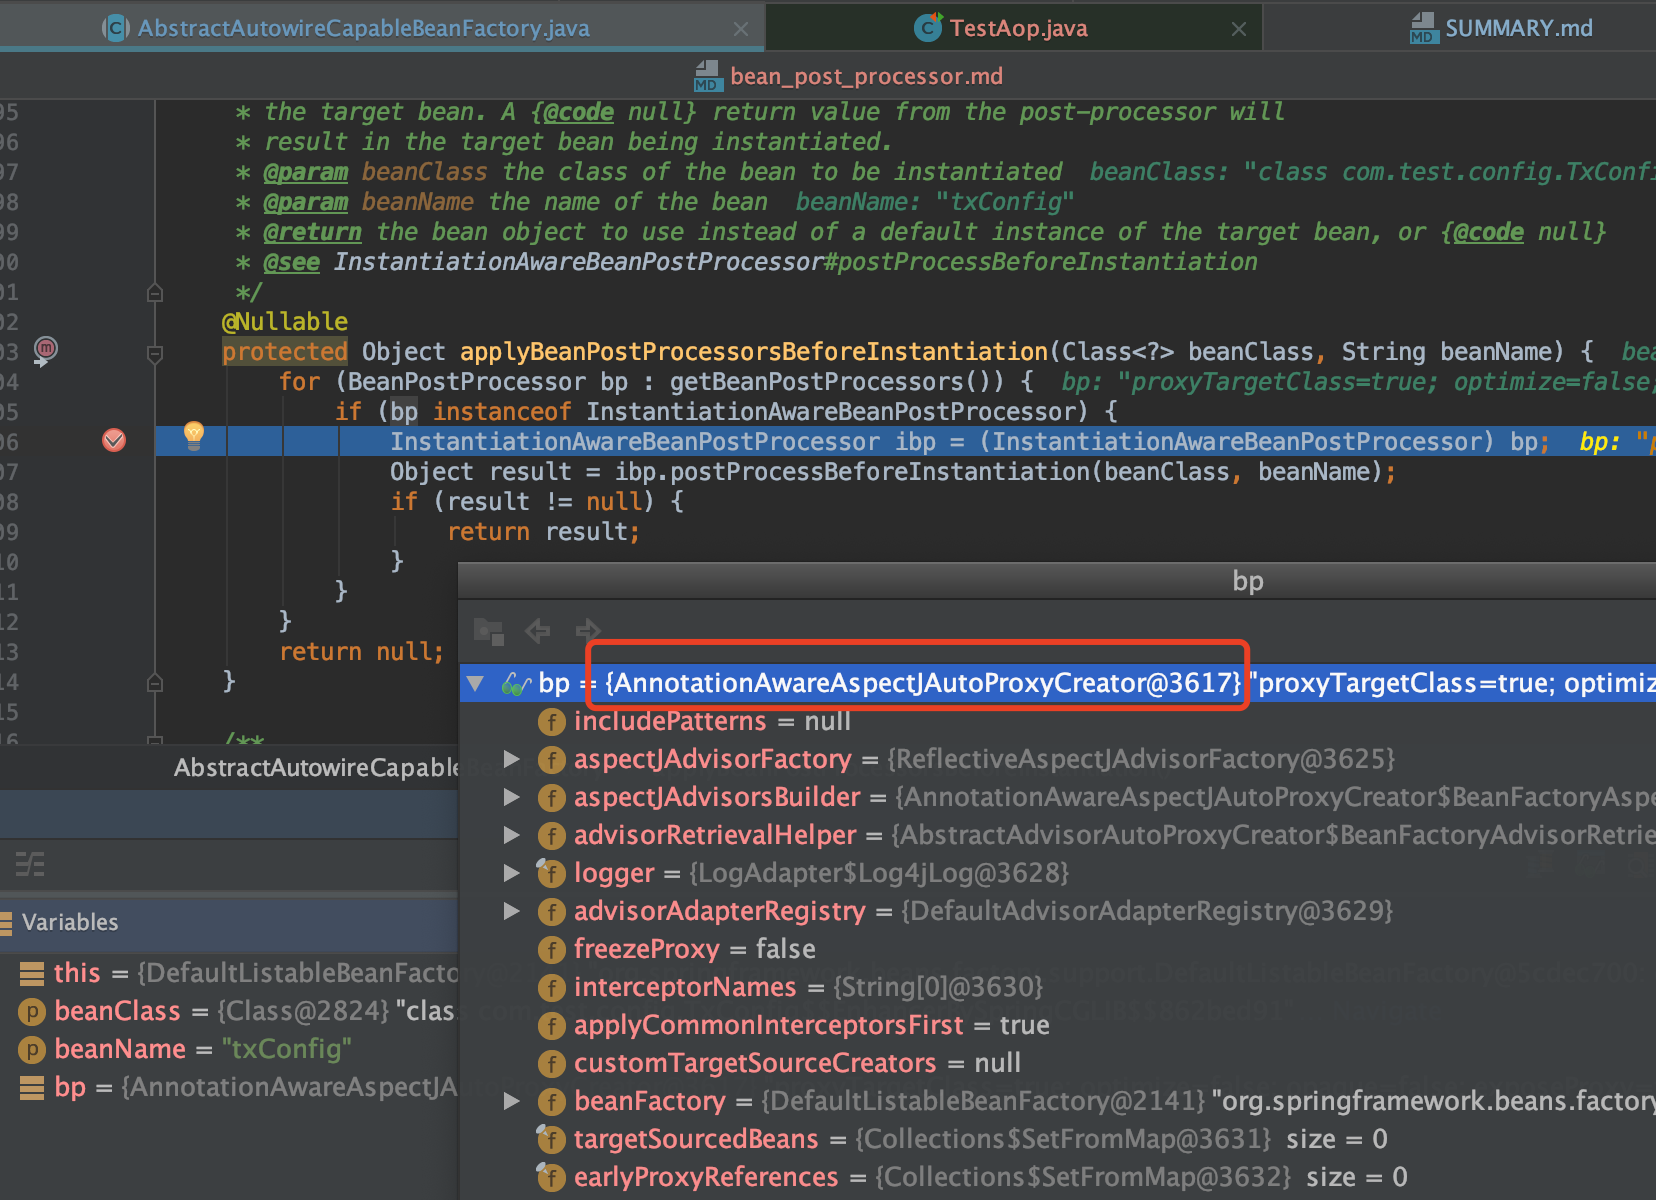 AbstractAutowireCapableBeanFactory.java
TestAop.java
SUMMARY.md
bean_post_processor.md
05 * the target bean. A {@code null} return value from the post-processor will
06 * result in the target bean being instantiated.
07 * @param beanClass the class of the bean to be instantiated beanClass: "class com.test.config.TxConfi
08 * @param beanName the name of the bean beanName: "txConfig"
09 * @return the bean object to use instead of a default instance of the target bean, or {@code null}
00 * @see InstantiationAwareBeanPostProcessor#postProcessBeforeInstantiation
01 */
02 @Nullable
03 protected Object applyBeanPostProcessorsBeforeInstantiation(Class<?> beanClass, String beanName) { bea
04 for (BeanPostProcessor bp : getBeanPostProcessors()) { bp: "proxyTargetClass=true; optimize=false;
05 if (bp instanceof InstantiationAwareBeanPostProcessor) {
06 InstantiationAwareBeanPostProcessor ibp = (InstantiationAwareBeanPostProcessor) bp; bp: "p
07 Object result = ibp.postProcessBeforeInstantiation(beanClass, beanName);
08 if (result != null) {
09 return result;
10 }
11 }
12 }
13 return null;
14 }
15
16 /**
AbstractAutowireCapable
bp
bp = {AnnotationAwareAspectJAutoProxyCreator@3617} "proxyTargetClass=true; optimiz
includePatterns = null
aspectJAdvisorFactory = {ReflectiveAspectJAdvisorFactory@3625}
aspectJAdvisorsBuilder = {AnnotationAwareAspectJAutoProxyCreator$BeanFactoryAspe
advisorRetrievalHelper = {AbstractAdvisorAutoProxyCreator$BeanFactoryAdvisorRetrie
logger = {LogAdapter$Log4jLog@3628}
advisorAdapterRegistry = {DefaultAdvisorAdapterRegistry@3629}
freezeProxy = false
interceptorNames = {String[0]@3630}
applyCommonInterceptorsFirst = true
customTargetSourceCreators = null
beanFactory = {DefaultListableBeanFactory@2141} "org.springframework.beans.factory
targetSourcedBeans = {Collections$SetFromMap@3631} size = 0
earlyProxyReferences = {Collections$SetFromMap@3632} size = 0
Variables
this = {DefaultListableBeanFacto
beanClass = {Class@2824} "clas
beanName = "txConfig"
bp = {AnnotationAwareAspectJA